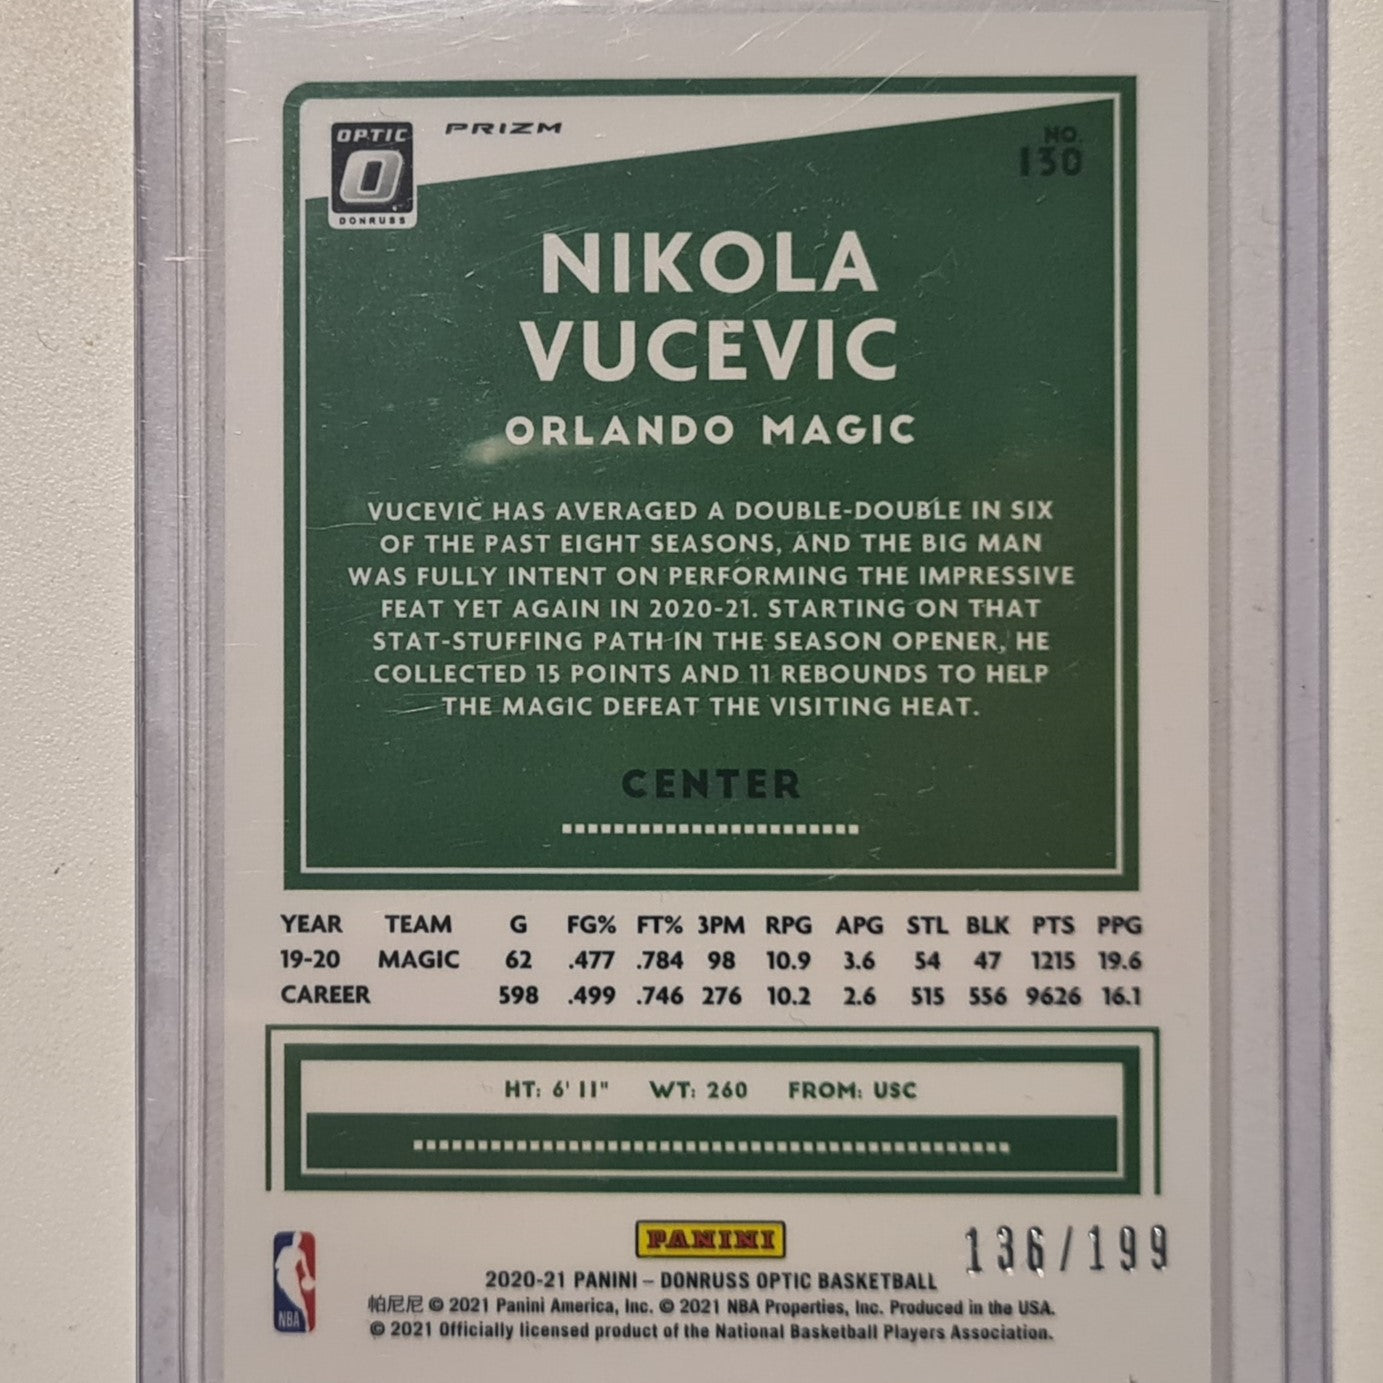 OPTIC
DONRUSS
PRIZM
NO.
130
NIKOLA
VUCEVIC
ORLANDO MAGIC
VUCEVIC HAS AVERAGED A DOUBLE-DOUBLE IN SIX
OF THE PAST EIGHT SEASONS, AND THE BIG MAN
WAS FULLY INTENT ON PERFORMING THE IMPRESSIVE
FEAT YET AGAIN IN 2020-21. STARTING ON THAT
STAT-STUFFING PATH IN THE SEASON OPENER, HE
COLLECTED 15 POINTS AND 11 REBOUNDS TO HELP
THE MAGIC DEFEAT THE VISITING HEAT.
CENTER
YEAR TEAM G FG% FT% 3PM RPG APG STL BLK PTS PPG
19-20 MAGIC 62 .477 .784 98 10.9 3.6 54 47 1215 19.6
CAREER 598 .499 .746 276 10.2 2.6 515 556 9626 16.1
HT: 6' 11" WT: 260 FROM: USC
NBA
PANINI
136/199
2020-21 PANINI – DONRUSS OPTIC BASKETBALL
帕尼尼 © 2021 Panini America, Inc. © 2021 NBA Properties, Inc. Produced in the USA.
© 2021 Officially licensed product of the National Basketball Players Association.